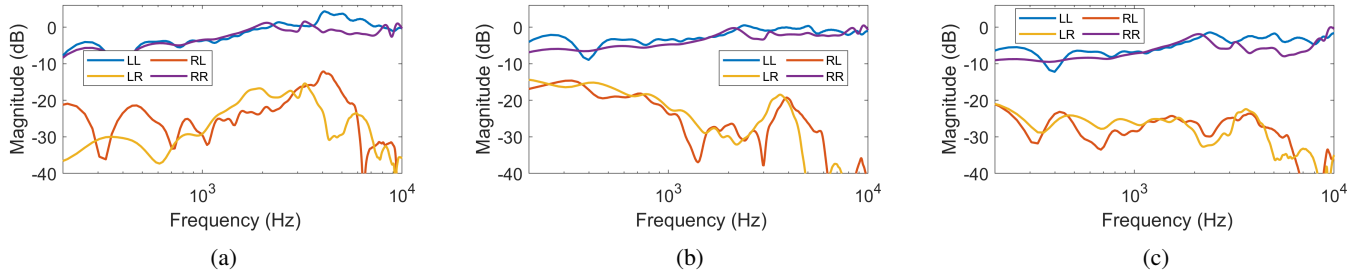 0
-10
-20
-30
-40
Magnitude (dB)
LL RL
LR RR
10^3 10^4
Frequency (Hz)
(a)
0
-10
-20
-30
-40
Magnitude (dB)
LL RL
LR RR
10^3 10^4
Frequency (Hz)
(b)
0
-10
-20
-30
-40
Magnitude (dB)
LL RL
LR RR
10^3 10^4
Frequency (Hz)
(c)